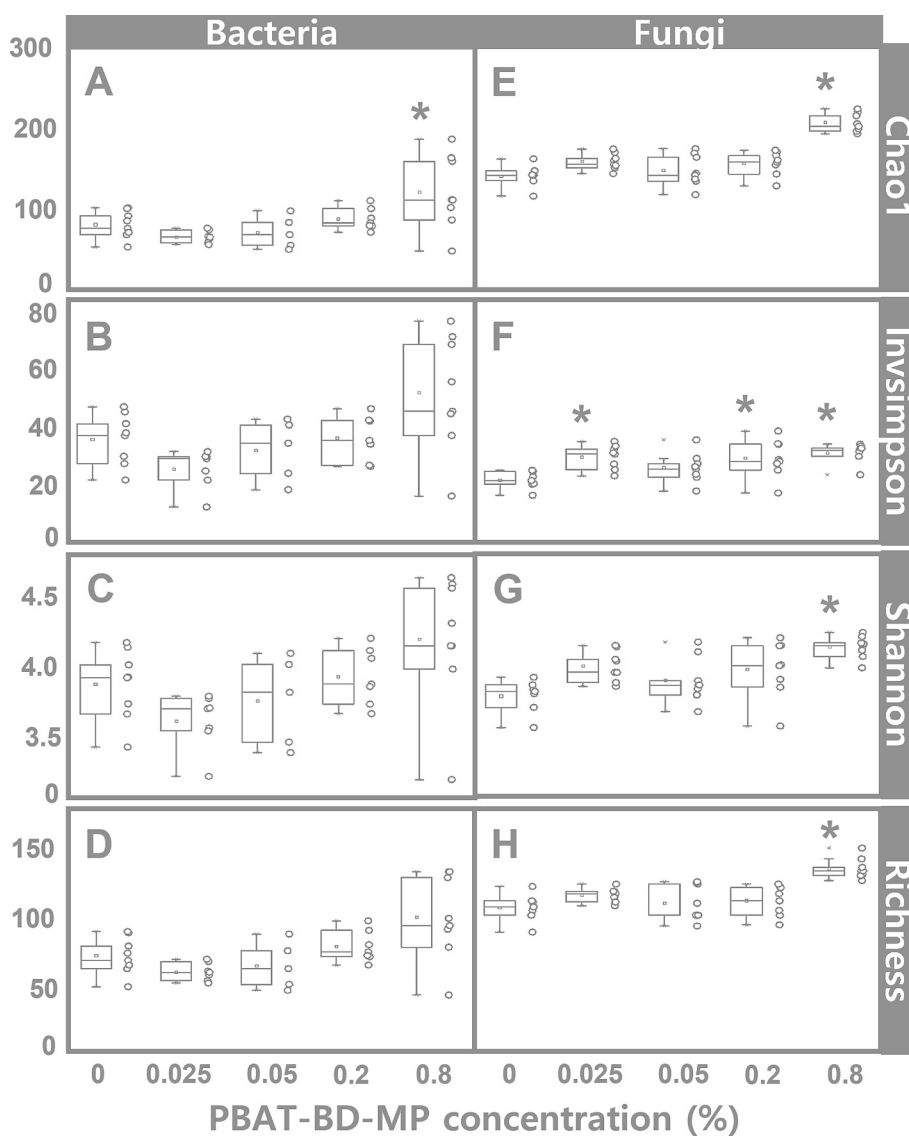 Bacteria Fungi
300
200
100
0
A
*
E
*
Chao1
80
60
40
20
0
B
F
*
*
*
Invsimpson
4.5
4.0
3.5
0
C
G
*
Shannon
150
100
50
0
D
H
*
Richness
0 0.025 0.05 0.2 0.8 0 0.025 0.05 0.2 0.8
PBAT-BD-MP concentration (%)